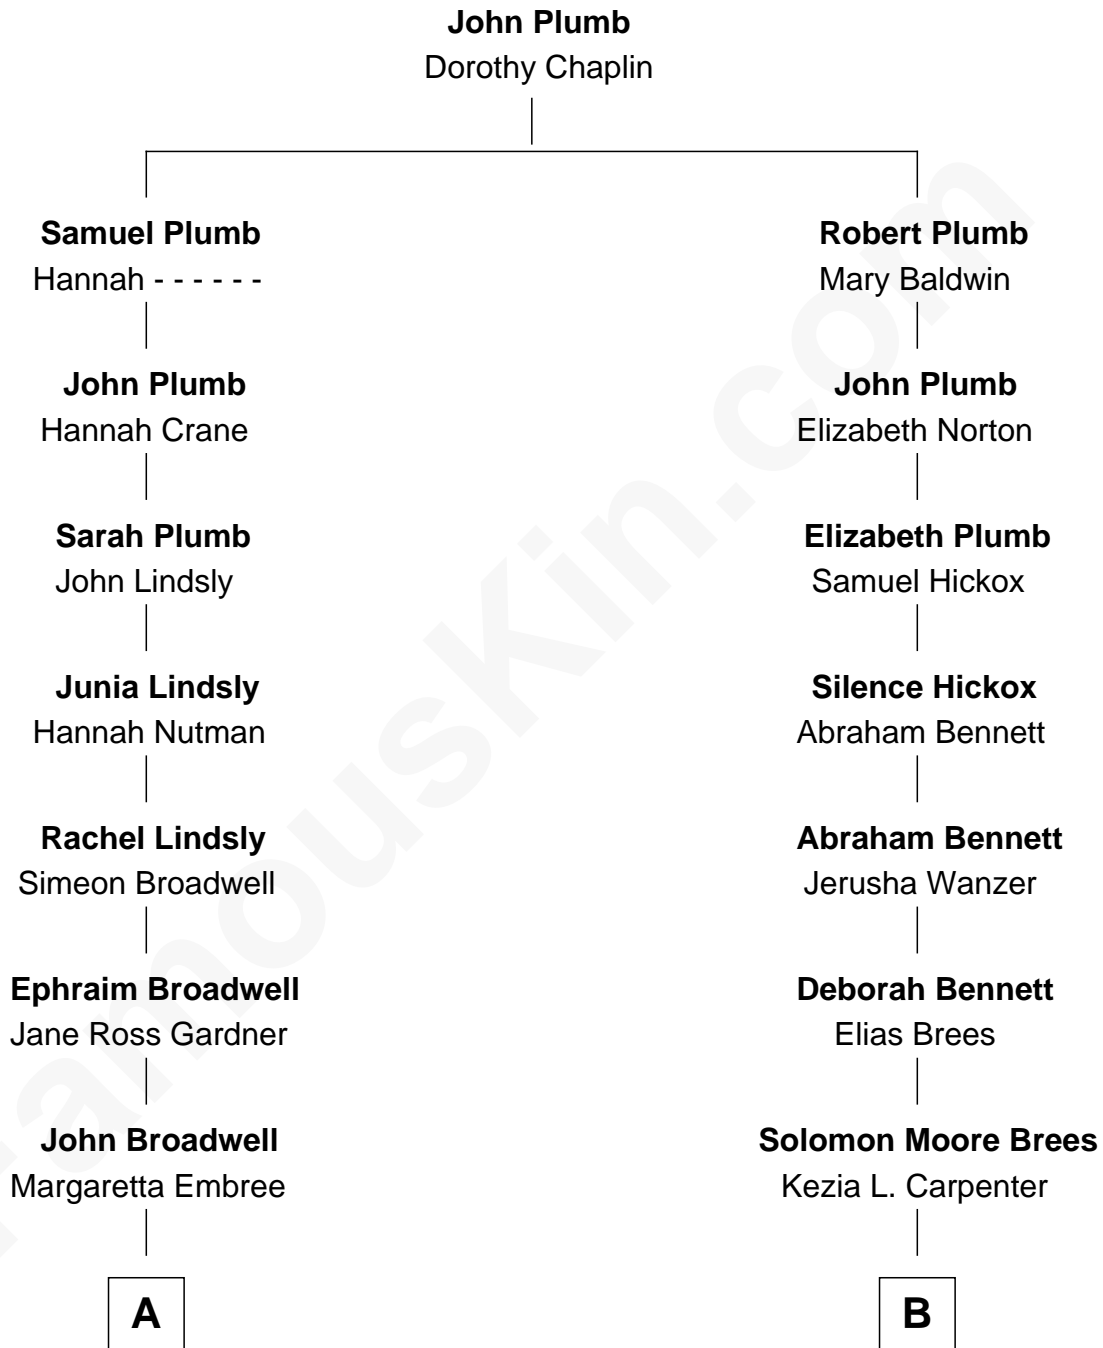 John Plumb
Dorothy Chaplin
Samuel Plumb
Hannah - - - - - -
John Plumb
Hannah Crane
Sarah Plumb
John Lindsly
Junia Lindsly
Hannah Nutman
Rachel Lindsly
Simeon Broadwell
Ephraim Broadwell
Jane Ross Gardner
John Broadwell
Margaretta Embree
A
Robert Plumb
Mary Baldwin
John Plumb
Elizabeth Norton
Elizabeth Plumb
Samuel Hickox
Silence Hickox
Abraham Bennett
Abraham Bennett
Jerusha Wanzer
Deborah Bennett
Elias Brees
Solomon Moore Brees
Kezia L. Carpenter
B
FamousKin.com